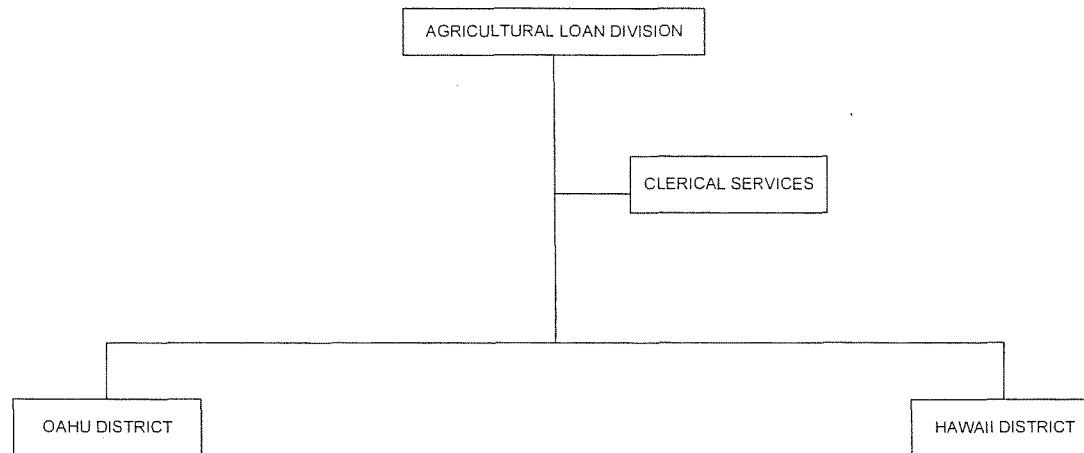 AGRICULTURAL LOAN DIVISION
CLERICAL SERVICES
OAHU DISTRICT
HAWAII DISTRICT